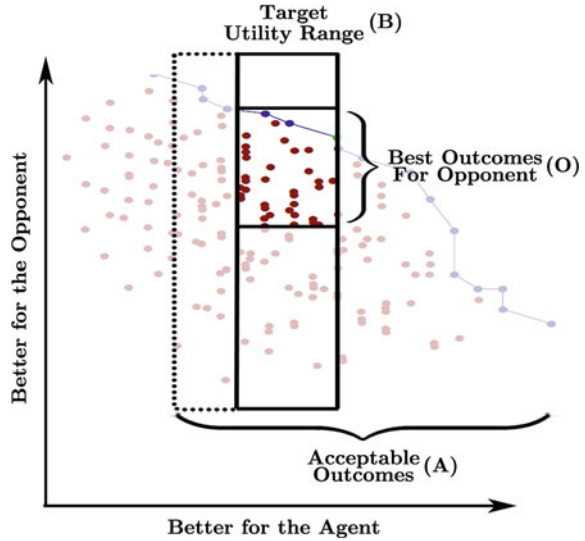 Target
Utility Range (B)
Best Outcomes
For Opponent (O)
Better for the Opponent
Acceptable (A)
Outcomes
Better for the Agent